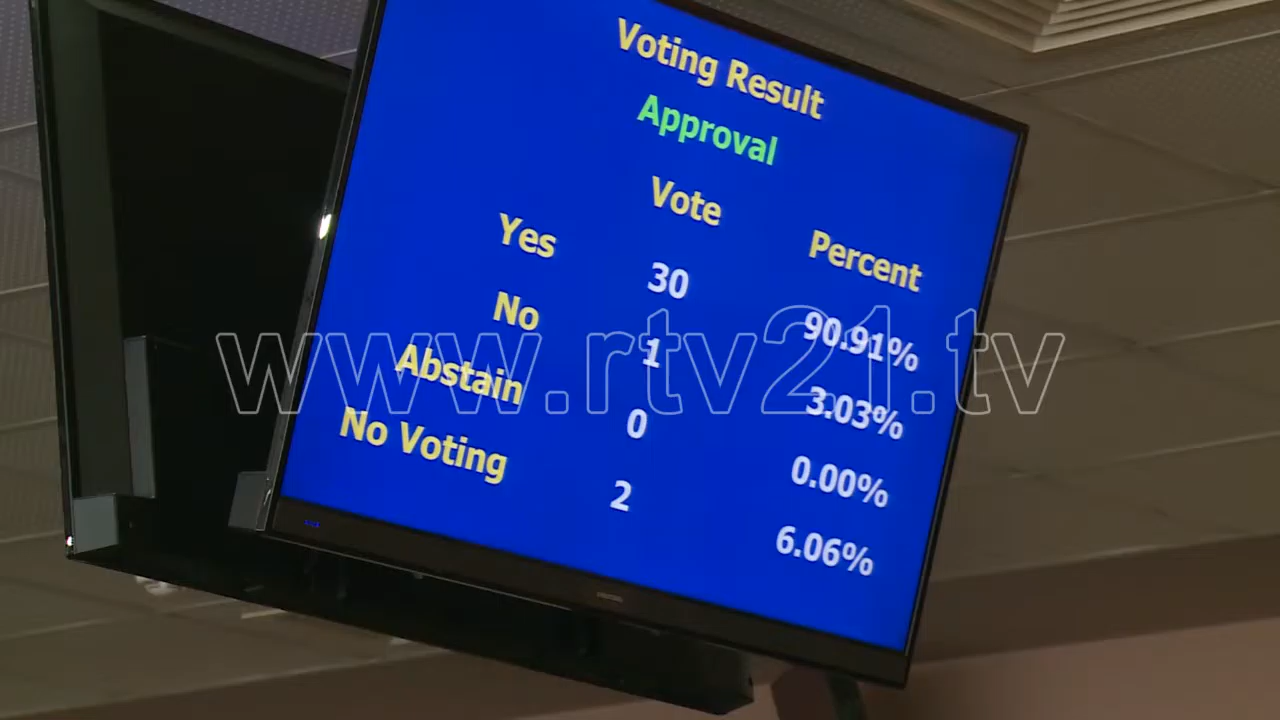 Voting Result
Approval
Vote Percent
Yes 30 90.91%
No 1 3.03%
Abstain 0 0.00%
No Voting 2 6.06%
www.rtv21.tv